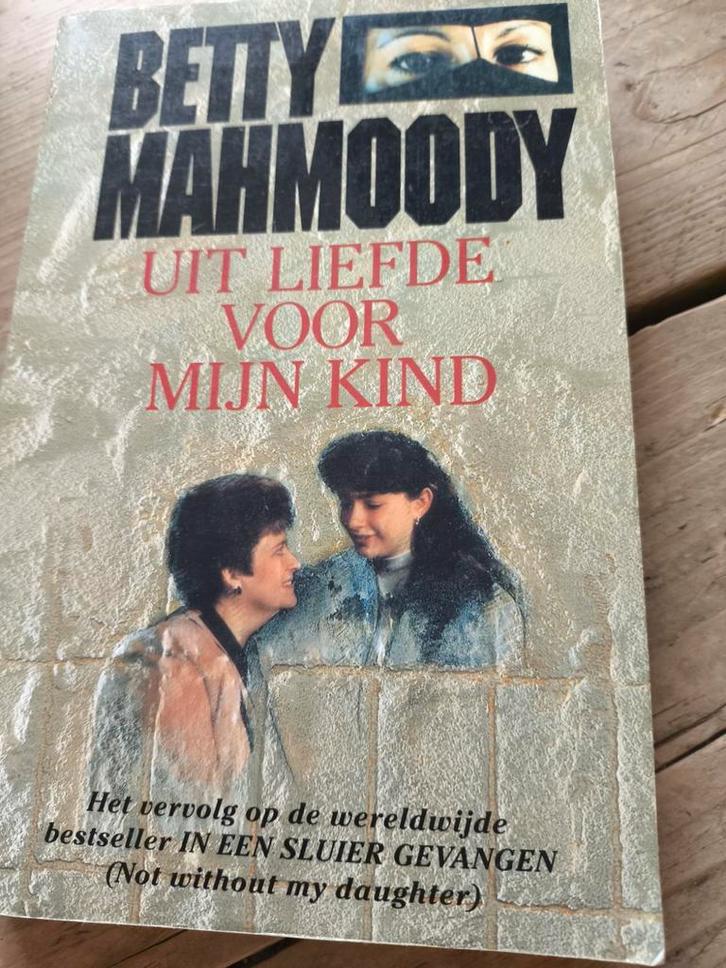 BETTY
MAHMOODY
UIT LIEFDE
VOOR
MIJN KIND
Het vervolg op de wereldwijde
bestseller IN EEN SLUIER GEVANGEN
(Not without my daughter)